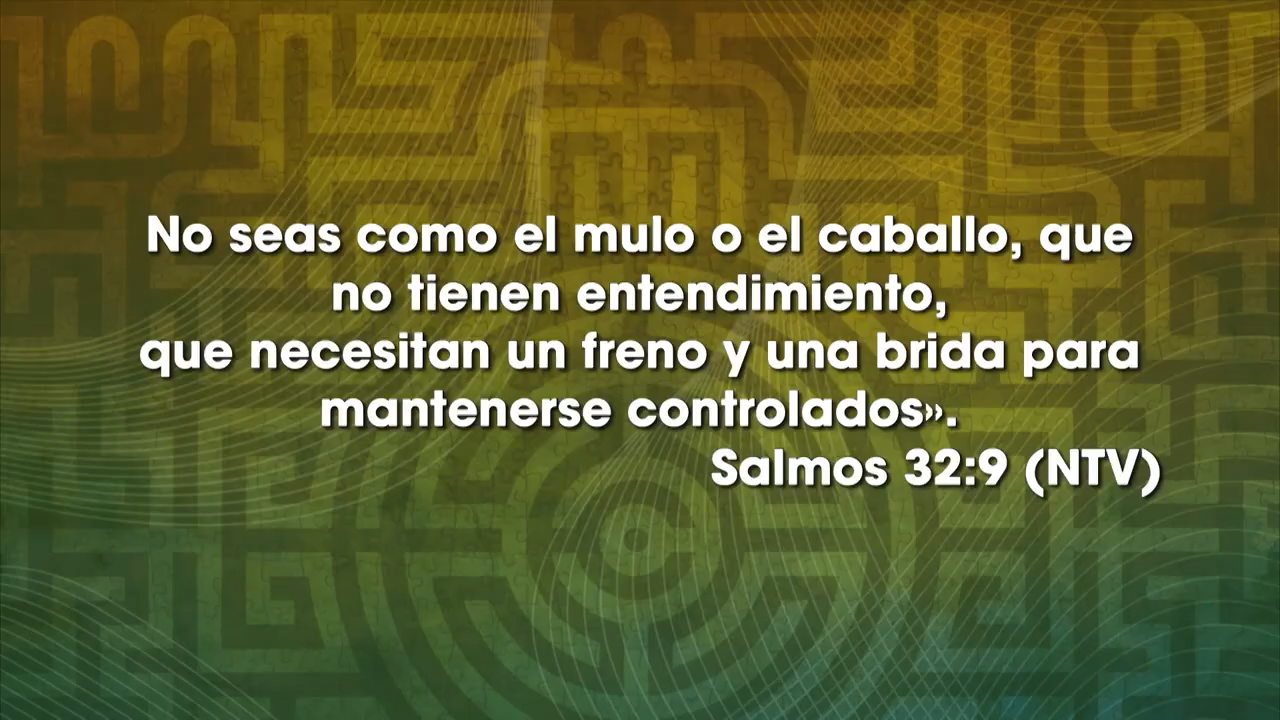 No seas como el mulo o el caballo, que
no tienen entendimiento,
que necesitan un freno y una brida para
mantenerse controlados».
Salmos 32:9 (NTV)